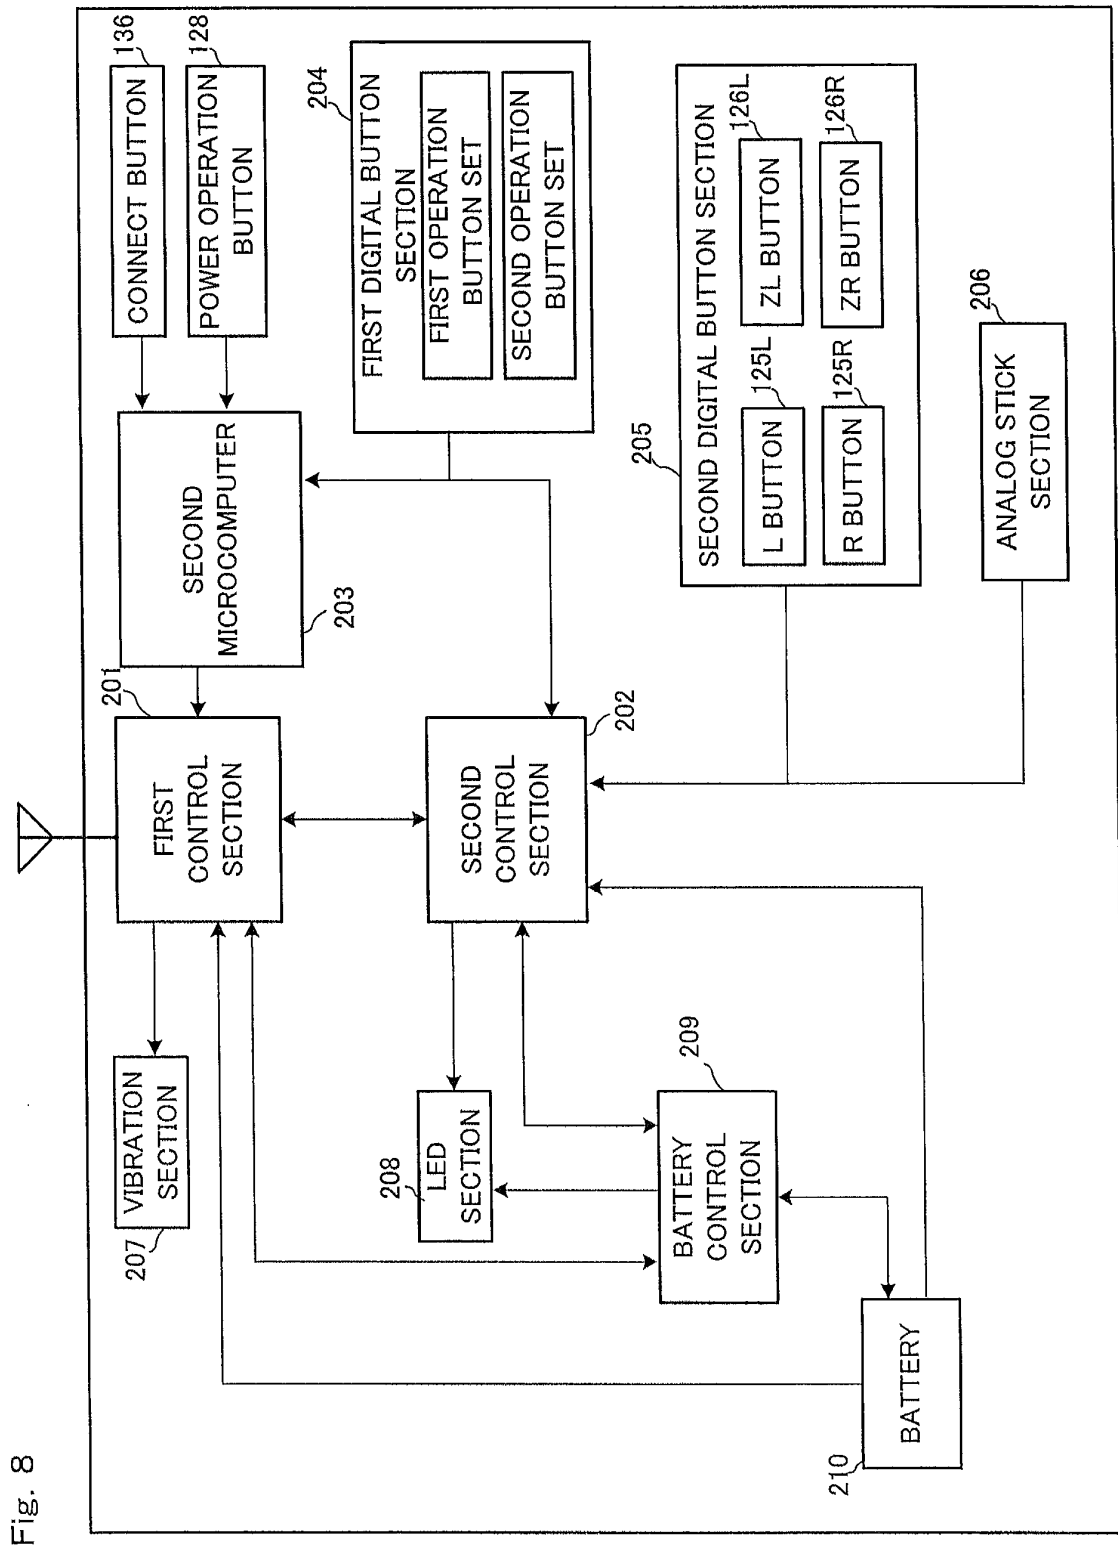 Fig. 8
136
CONNECT BUTTON
128
POWER OPERATION
BUTTON
204
FIRST DIGITAL BUTTON
SECTION
FIRST OPERATION
BUTTON SET
SECOND OPERATION
BUTTON SET
201
FIRST
CONTROL
SECTION
203
SECOND
MICROCOMPUTER
207
VIBRATION
SECTION
202
SECOND
CONTROL
SECTION
208
LED
SECTION
205
SECOND DIGITAL BUTTON SECTION
125L
L BUTTON
126L
ZL BUTTON
125R
R BUTTON
126R
ZR BUTTON
209
BATTERY
CONTROL
SECTION
206
ANALOG STICK
SECTION
210
BATTERY